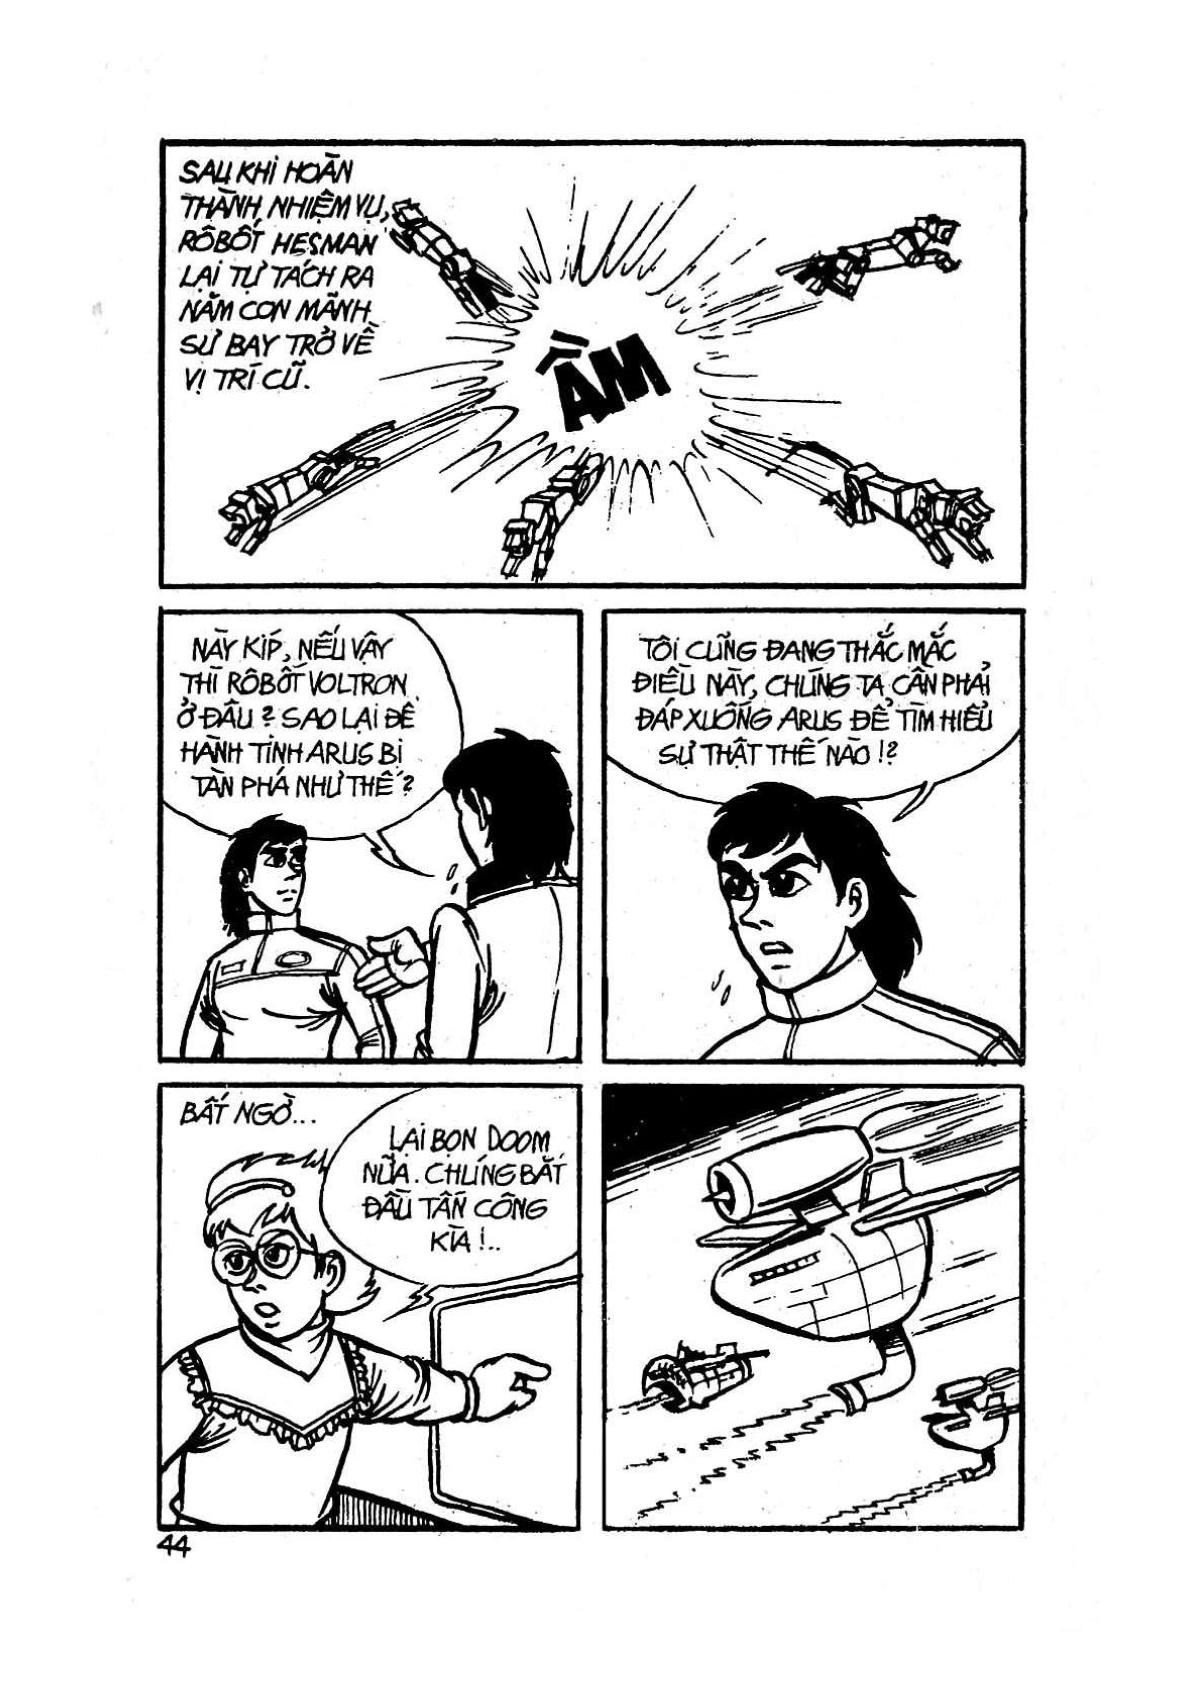 SAU KHI HOÀN
THÀNH NHIỆM VỤ,
RÔBỐT HESMAN
LẠI TỰ TÁCH RA
NĂM CON MÃNH
SƯ BAY TRỞ VỀ
VỊ TRÍ CŨ.
ẦM
NÀY KÍP, NẾU VẬY
THÌ RÔBỐT VOLTRON
Ở ĐÂU? SAO LẠI ĐỂ
HÀNH TINH ARUS BỊ
TÀN PHÁ NHƯ THẾ?
TÔI CŨNG ĐANG THẮC MẮC
ĐIỀU NÀY, CHÚNG TA CẦN PHẢI
ĐÁP XUỐNG ARUS ĐỂ TÌM HIỂU
SỰ THẬT THẾ NÀO!?
BẤT NGỜ...
LẠI BỌN DOOM
NỮA. CHÚNG BẮT
ĐẦU TẤN CÔNG
KÌA!..
44